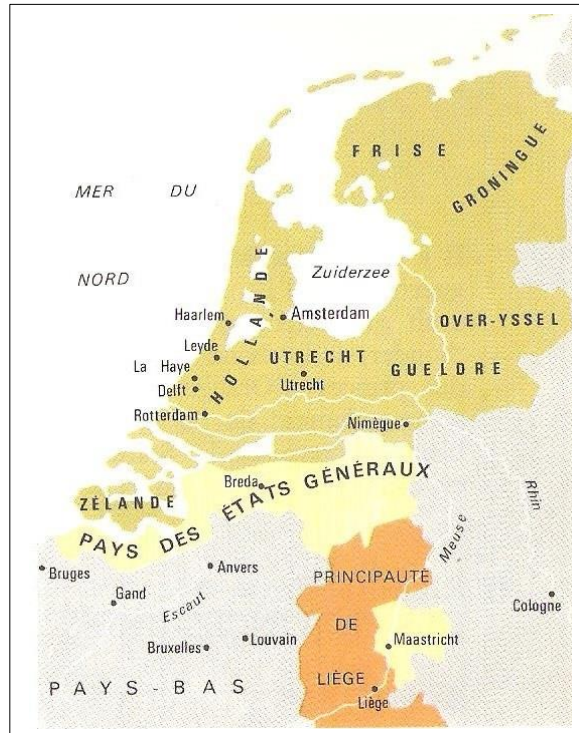 FRISE
GRONINGUE
MER DU
NORD
Zuiderzee
HOLLANDE
Haarlem
Amsterdam
OVER-YSSEL
Leyde
UTRECHT
GUELDRE
La Haye
Utrecht
Delft
Rotterdam
Nimègue
Breda
ZÉLANDE
PAYS DES ÉTATS GÉNÉRAUX
Rhin
Meuse
Bruges
Anvers
PRINCIPAUTÉ
Gand
Escaut
Cologne
DE
Bruxelles
Louvain
Maastricht
PAYS-BAS
LIÈGE
Liège